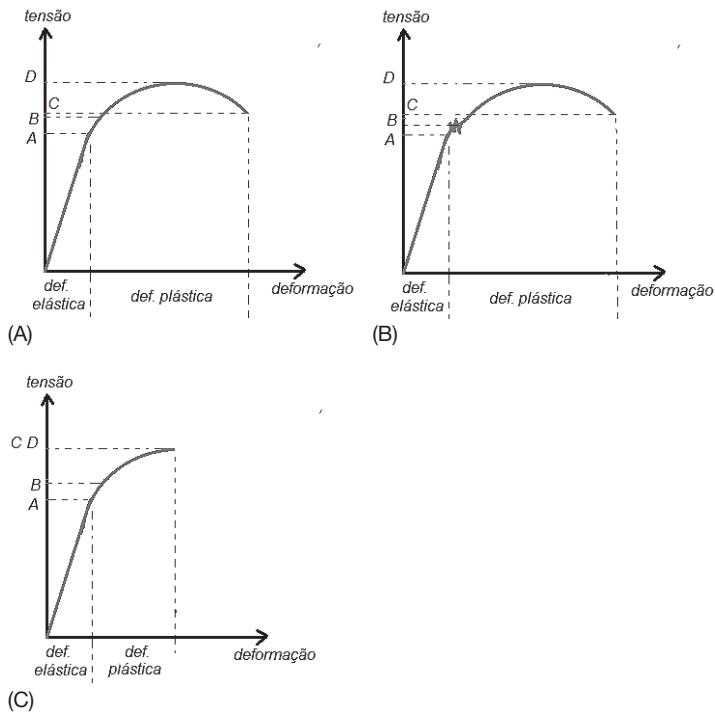 tensão
D
C
B
A
def.
elástica
def. plástica
deformação
(A)
tensão
D
C
B
A
def.
elástica
def. plástica
deformação
(B)
tensão
C D
B
A
def.
elástica
def.
plástica
deformação
(C)